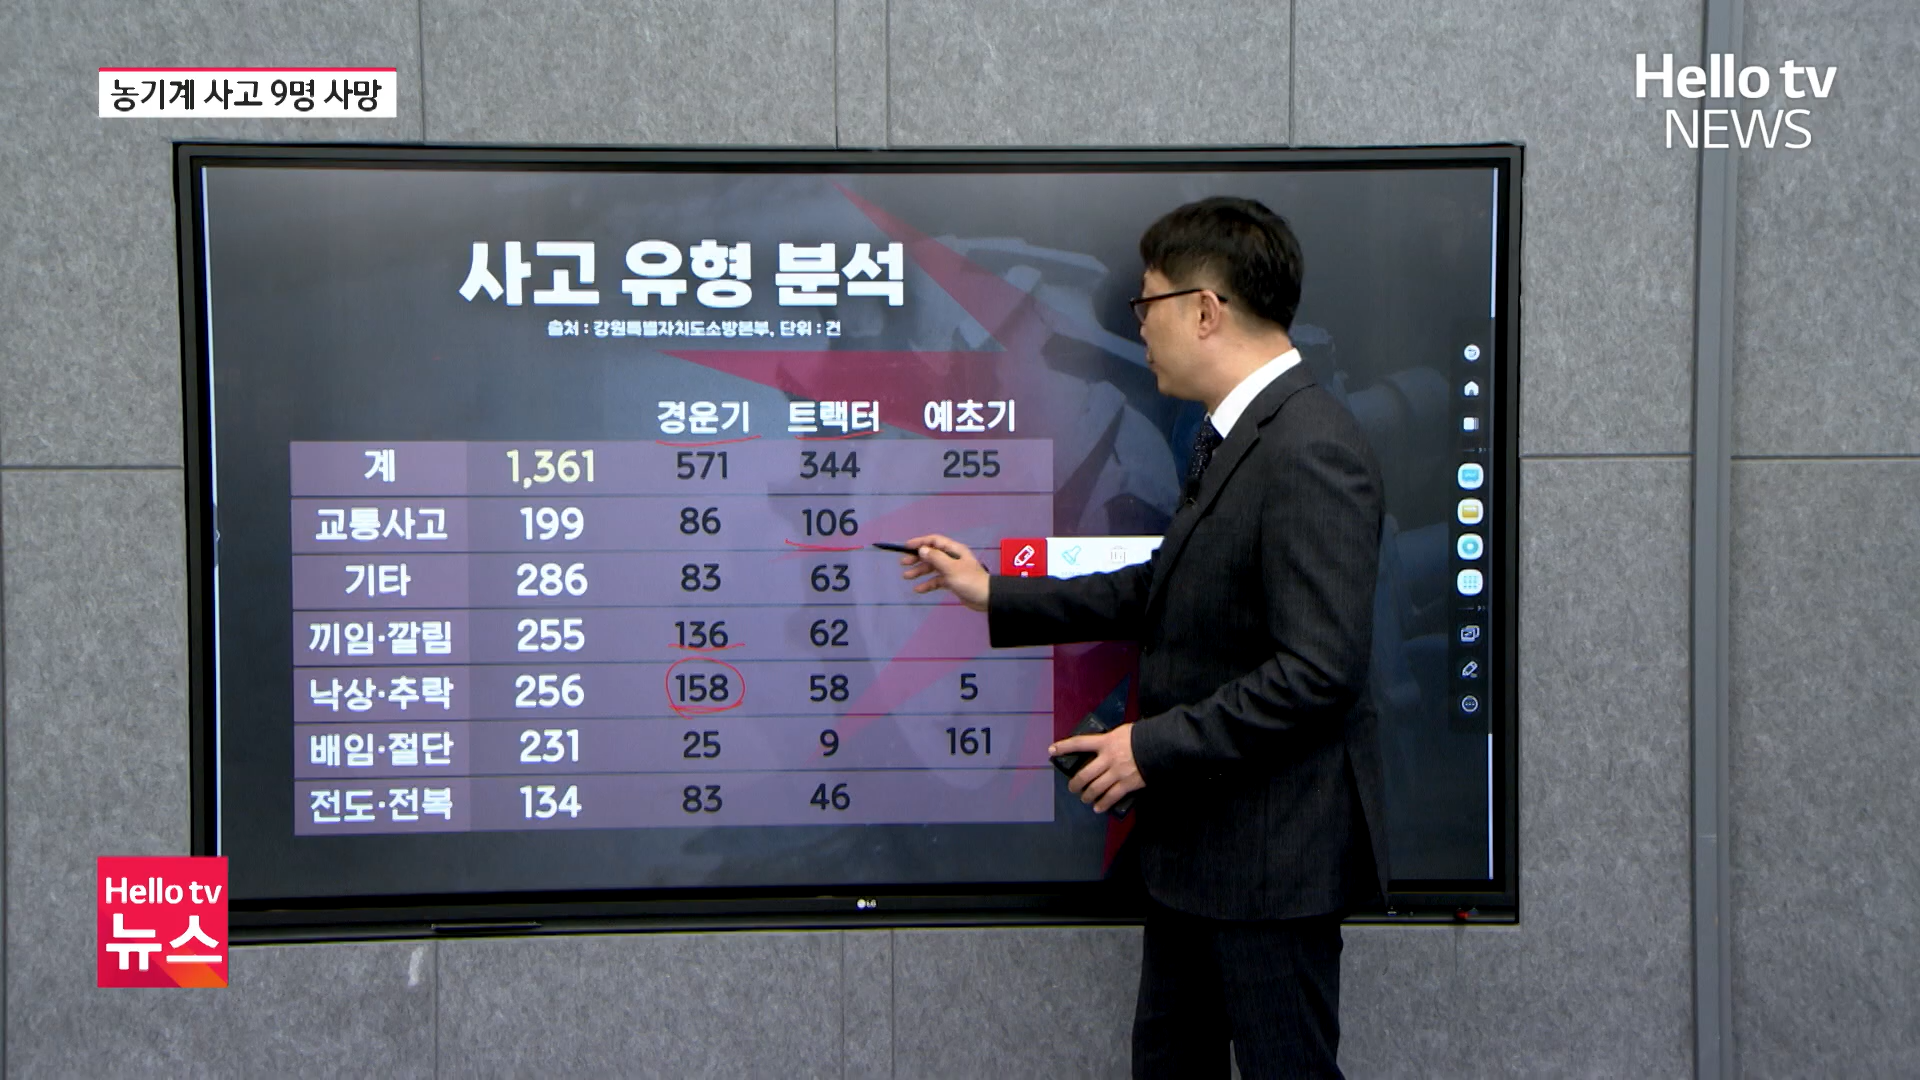 농기계 사고 9명 사망
Hello tv
NEWS
사고 유형 분석
출처 : 강원특별자치도소방본부, 단위 : 건
경운기 트랙터 예초기
계 1,361 571 344 255
교통사고 199 86 106
기타 286 83 63
끼임·깔림 255 136 62
낙상·추락 256 158 58 5
배임·절단 231 25 9 161
전도·전복 134 83 46
LG
Hello tv
뉴스